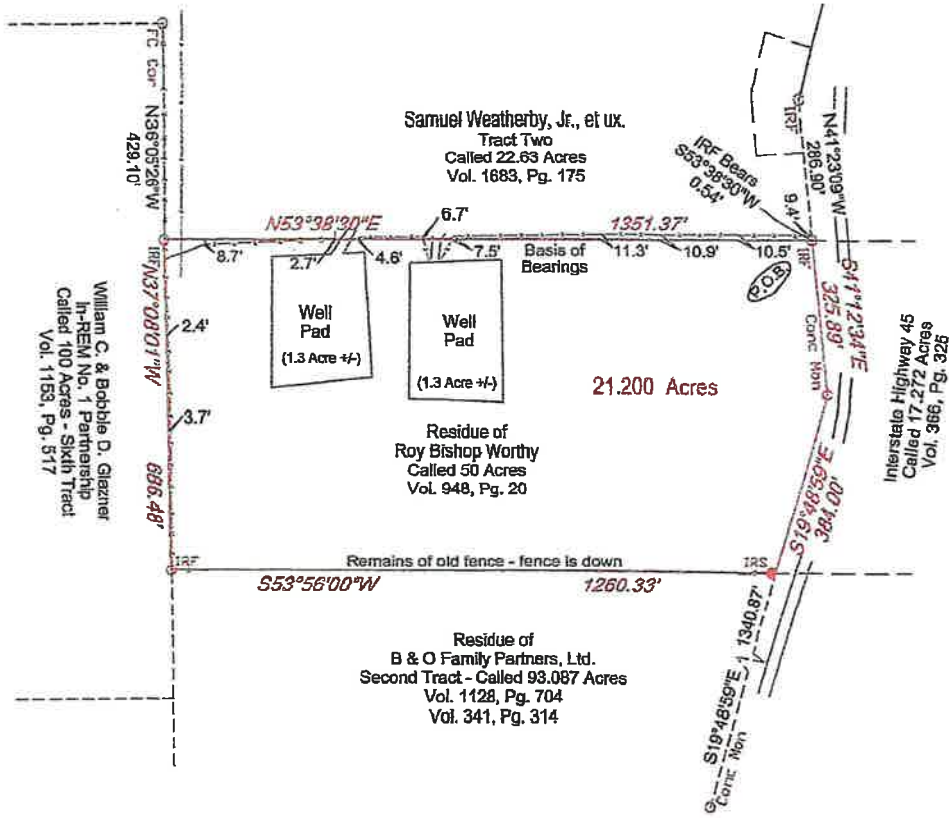 Samuel Weatherby, Jr., et ux.
Tract Two
Called 22.63 Acres
Vol. 1683, Pg. 175
FC Cor
N36°05'26"W
429.10'
IRF
N41°23'09"W
286.90'
IRF Bears
S53°38'30"W
0.54'
9.4'
N53°38'30"E
6.7'
1351.37'
IRF
8.7'
2.7'
4.6'
7.5'
Basis of
Bearings
11.3'
10.9'
10.5'
IRF
P.O.B.
N37°08'01"W
2.4'
3.7'
686.48'
Well
Pad
(1.3 Acre +/-)
Well
Pad
(1.3 Acre +/-)
21.200 Acres
S41°12'34"E
325.89'
Conc Mon
Interstate Highway 45
Called 17.272 Acres
Vol. 366, Pg. 325
William C. & Bobbie D. Glazner
In-REM No. 1 Partnership
Called 100 Acres - Sixth Tract
Vol. 1153, Pg. 517
Residue of
Roy Bishop Worthy
Called 50 Acres
Vol. 948, Pg. 20
S19°48'59"E
384.00'
IRF
Remains of old fence - fence is down
IRS
S53°56'00"W
1260.33'
Residue of
B & O Family Partners, Ltd.
Second Tract - Called 93.087 Acres
Vol. 1128, Pg. 704
Vol. 341, Pg. 314
S19°48'59"E
1340.87'
Conc Mon